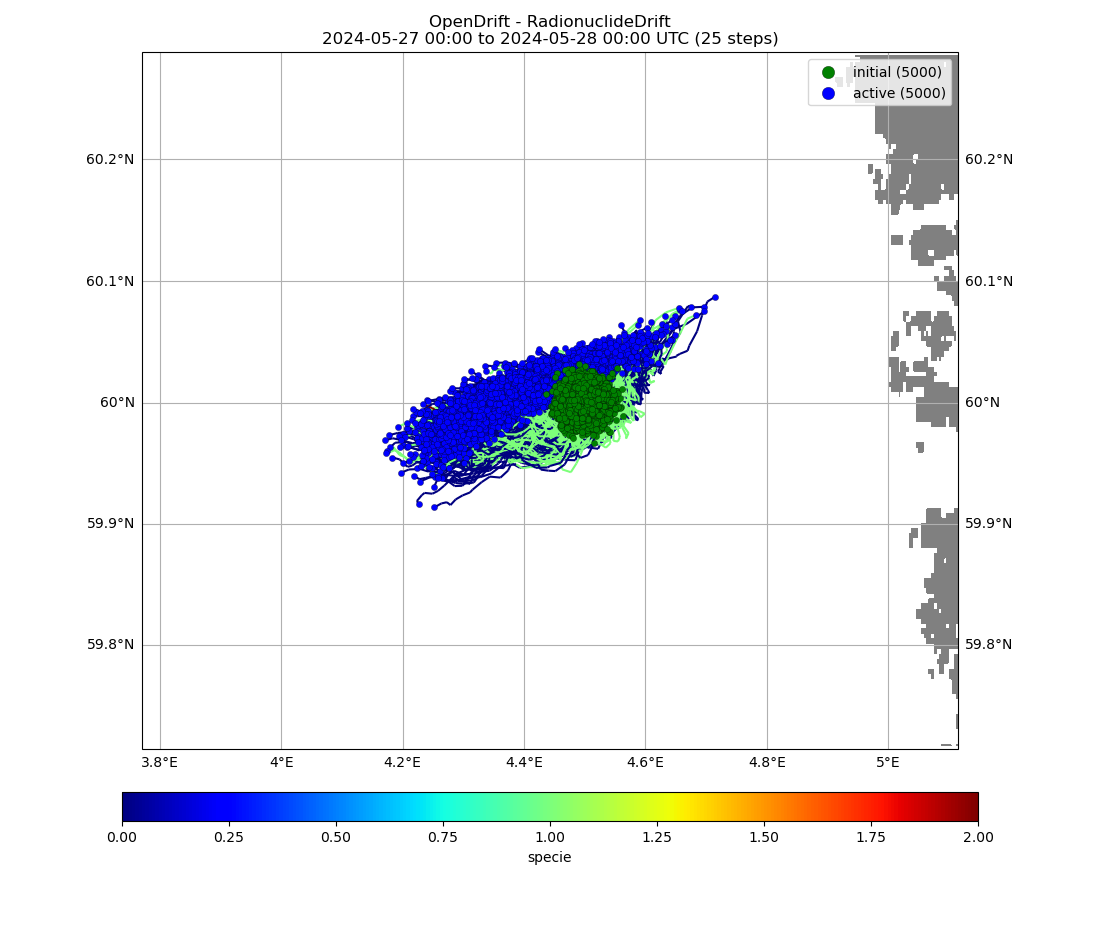 OpenDrift - RadionuclideDrift
2024-05-27 00:00 to 2024-05-28 00:00 UTC (25 steps)
initial (5000)
active (5000)
60.2°N 60.2°N
60.1°N 60.1°N
60°N 60°N
59.9°N 59.9°N
59.8°N 59.8°N
3.8°E 4°E 4.2°E 4.4°E 4.6°E 4.8°E 5°E
0.00 0.25 0.50 0.75 1.00 1.25 1.50 1.75 2.00
specie